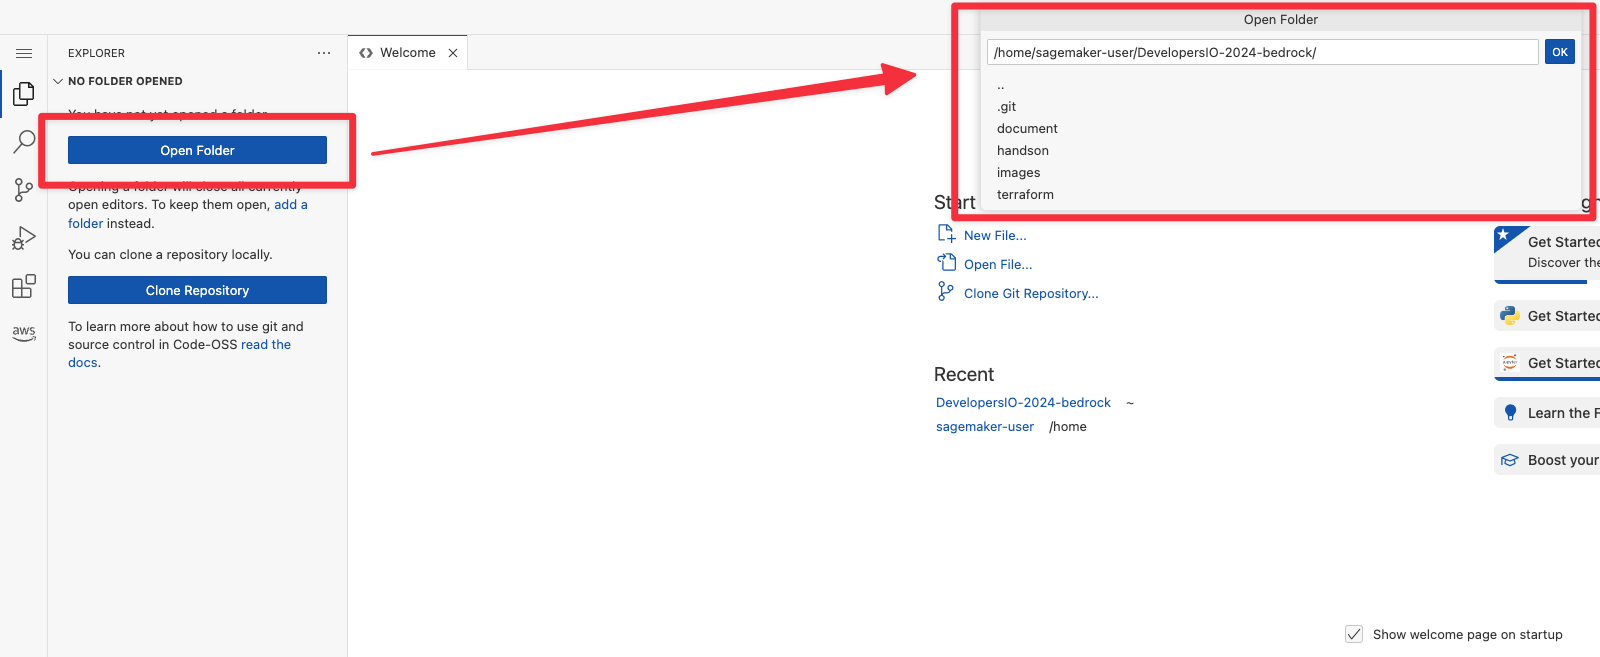 EXPLORER
NO FOLDER OPENED
You have not yet opened a folder.
Open Folder
Opening a folder will close all currently
open editors. To keep them open, add a
folder instead.
You can clone a repository locally.
Clone Repository
To learn more about how to use git and
source control in Code-OSS read the
docs.
aws
Welcome
Open Folder
/home/sagemaker-user/DevelopersIO-2024-bedrock/
OK
..
.git
document
handson
images
terraform
Start
New File...
Open File...
Clone Git Repository...
Recent
DevelopersIO-2024-bedrock ~
sagemaker-user /home
Get Started
Discover the
Get Started
Get Started
Learn the F
Boost your
Show welcome page on startup